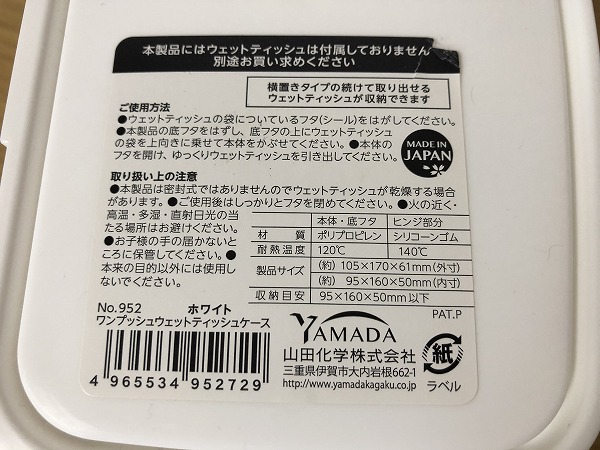 本製品にはウェットティッシュは付属しておりません
別途お買い求めください
横置きタイプの続けて取り出せる
ウェットティッシュが収納できます
ご使用方法
●ウェットティッシュの袋についているフタ(シール)をはがしてください。
●本製品の底フタをはずし、底フタの上にウェットティッシュ
の袋を上向きに乗せて本体をかぶせてください。●本体の
フタを開け、ゆっくりウェットティッシュを引き出してください。
MADE IN
JAPAN
取り扱い上の注意
●本製品は密封式ではありませんのでウェットティッシュが乾燥する場合
があります。●ご使用後はしっかりとフタを閉めてください。●火の近く・
高温・多湿・直射日光の当
たる場所はお避けください。
●お子様の手の届かないと
ころに保管してください。●
本来の目的以外には使用し
ないでください。
本体・底フタ ヒンジ部分
材質 ポリプロピレン シリコーンゴム
耐熱温度 120℃ 140℃
製品サイズ (約) 105×170×61mm(外寸)
(約) 95×160×50mm(内寸)
収納目安 95×160×50mm以下
No.952 ホワイト
ワンプッシュウェットティッシュケース
4 965534 952729
PAT.P
YAMADA
山田化学株式会社
三重県伊賀市大内岩根662-1
http://www.yamadakagaku.co.jp
紙
ラベル